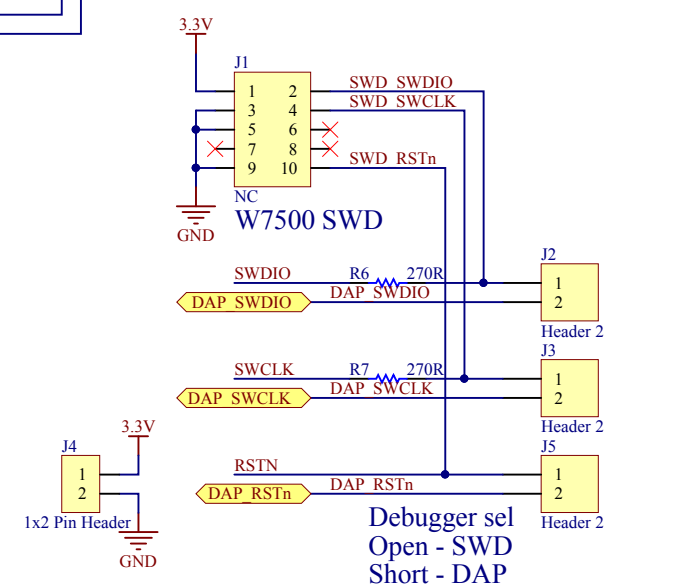 3.3V
J1
1 2 SWD_SWDIO
3 4 SWD_SWCLK
5 6
7 8
9 10 SWD_RSTn
NC
W7500 SWD
GND
J2
SWDIO R6 270R 1
DAP_SWDIO DAP_SWDIO 2
Header 2
J3
SWCLK R7 270R 1
DAP_SWCLK DAP_SWCLK 2
Header 2
3.3V
J4
1
2
1x2 Pin Header
GND
J5
RSTN 1
DAP_RSTn DAP_RSTn 2
Header 2
Debugger sel
Open - SWD
Short - DAP